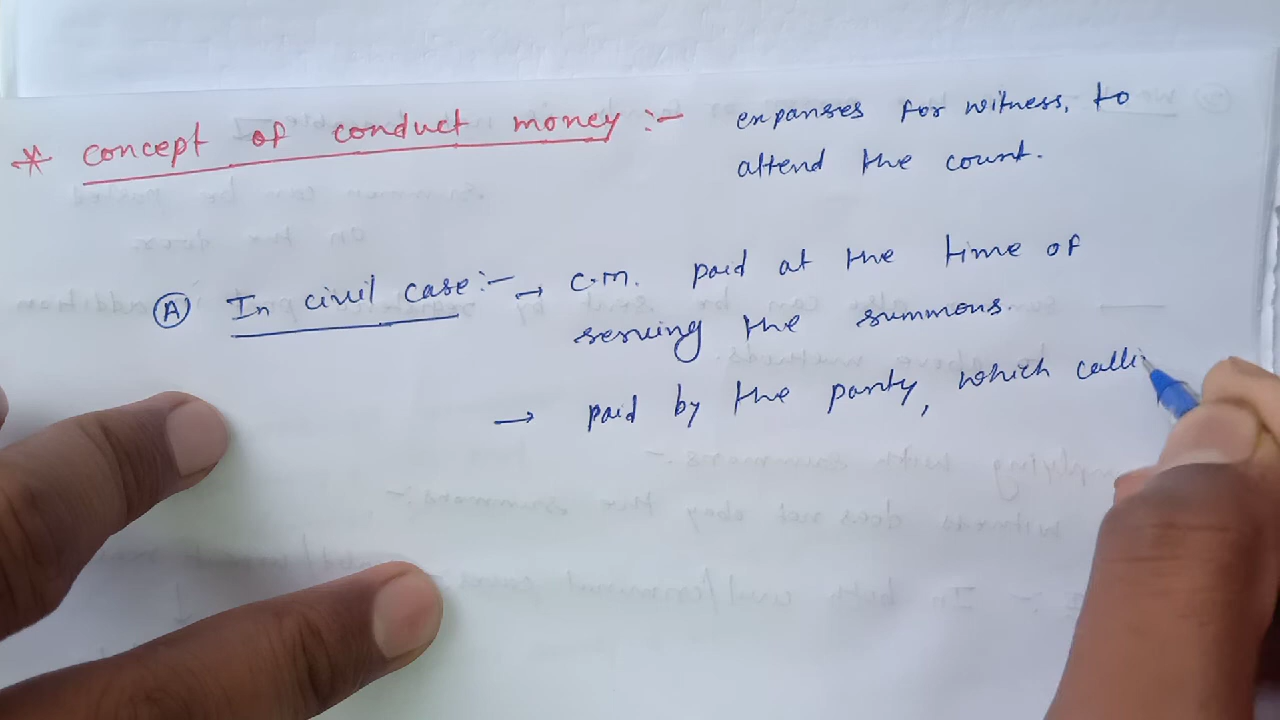 * concept of conduct money :- expanses for witness, to
attend the court.
(A) In civil case :- → C.M. paid at the time of
serving the summons.
→ paid by the party, which calli